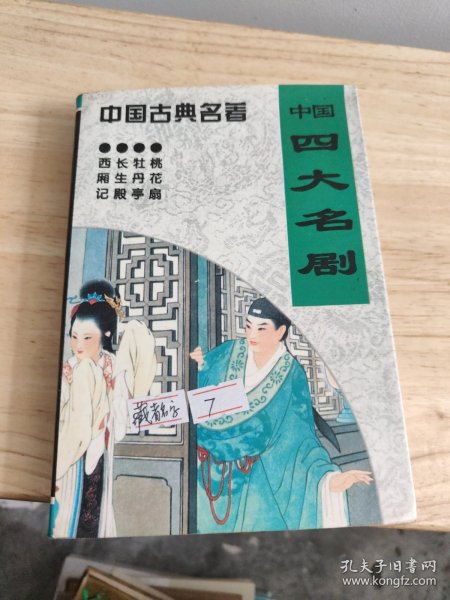 中国古典名著
桃花扇
牡丹亭
长生殿
西厢记
中国
四大名剧
7
孔夫子旧书网
www.kongfz.com